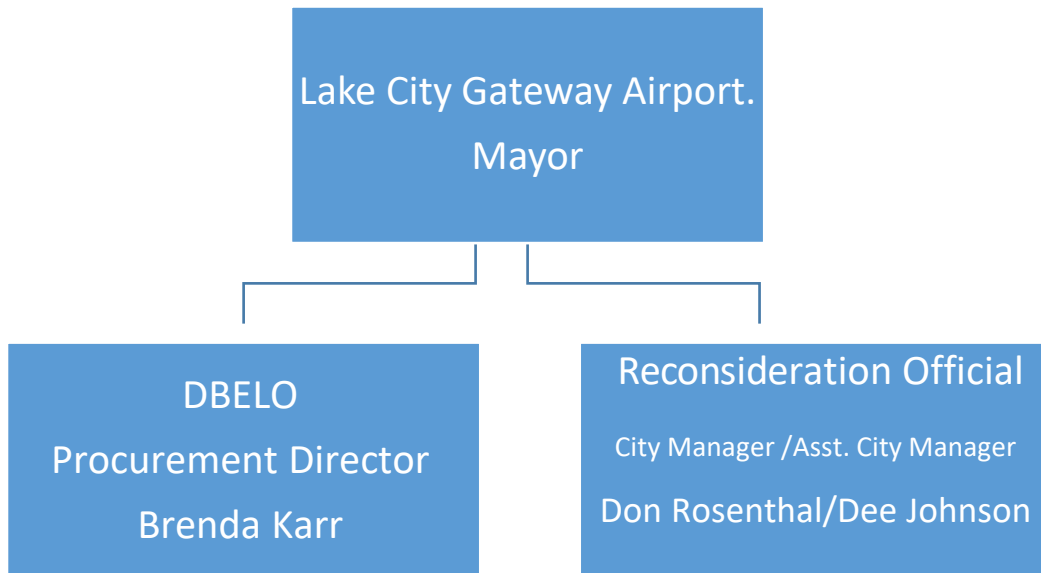 Lake City Gateway Airport.
Mayor
DBELO
Procurement Director
Brenda Karr
Reconsideration Official
City Manager /Asst. City Manager
Don Rosenthal/Dee Johnson